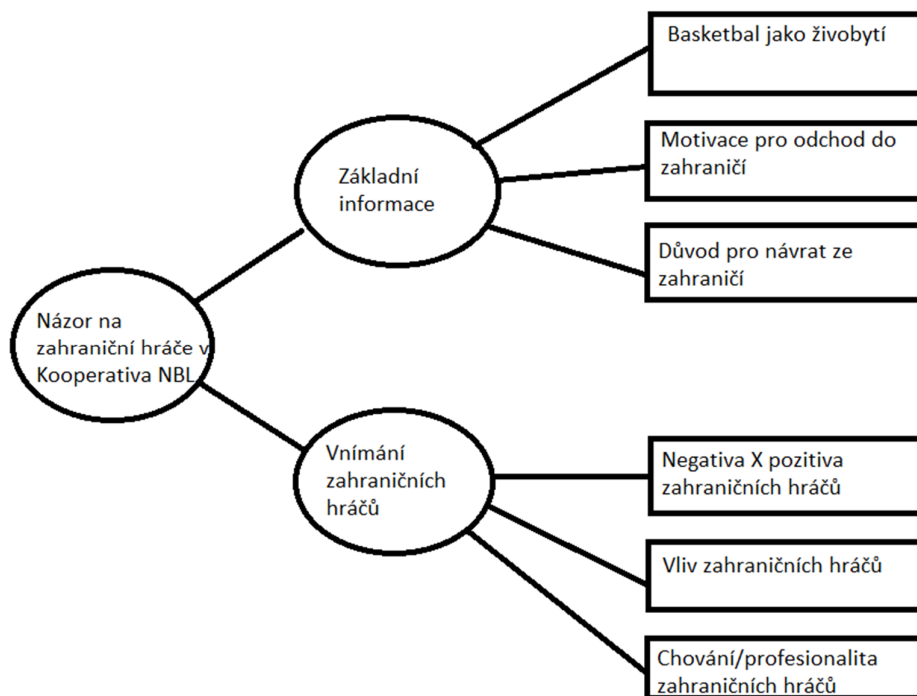 Názor na
zahraniční hráče v
Kooperativa NBL
Základní
informace
Basketbal jako živobytí
Motivace pro odchod do
zahraničí
Důvod pro návrat ze
zahraničí
Vnímání
zahraničních
hráčů
Negativa X pozitiva
zahraničních hráčů
Vliv zahraničních hráčů
Chování/profesionalita
zahraničních hráčů